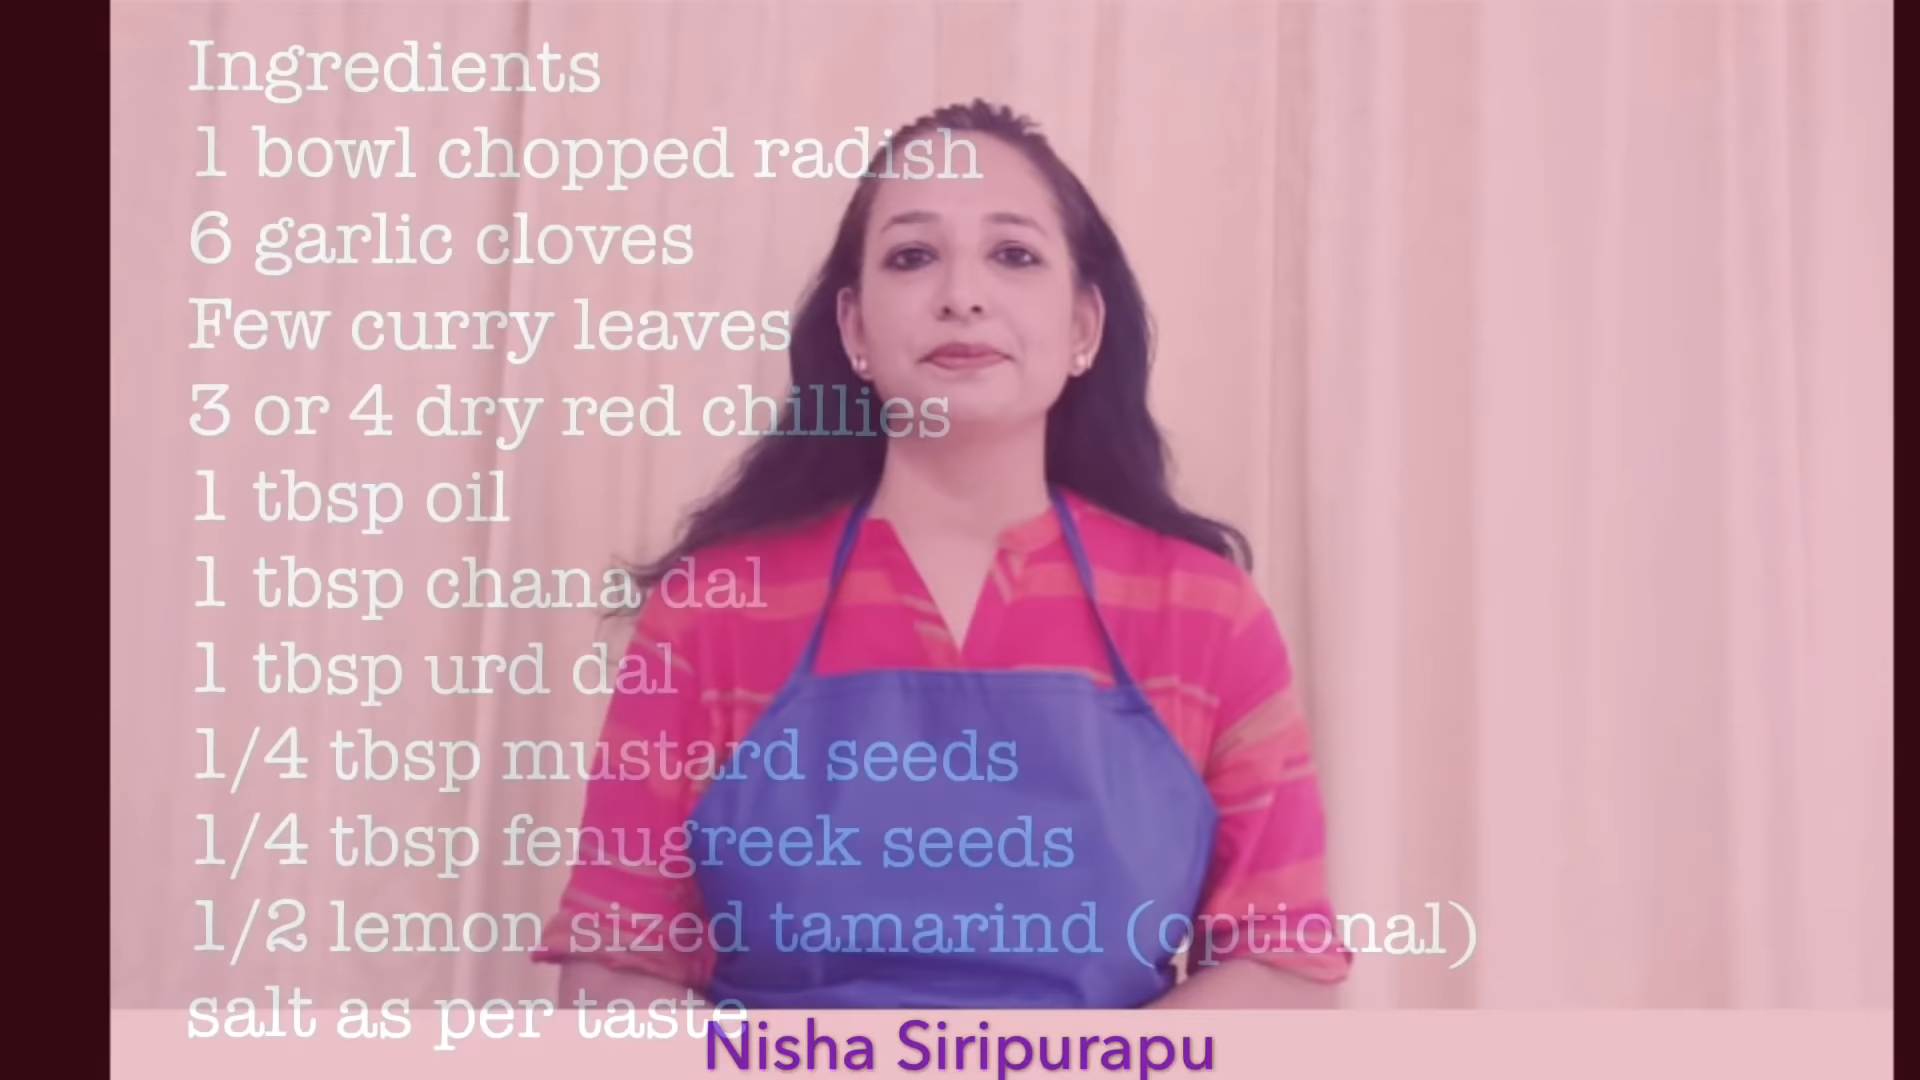 Ingredients
1 bowl chopped radish
6 garlic cloves
Few curry leaves
3 or 4 dry red chillies
1 tbsp oil
1 tbsp chana dal
1 tbsp urd dal
1/4 tbsp mustard seeds
1/4 tbsp fenugreek seeds
1/2 lemon sized tamarind (optional)
salt as per taste
Nisha Siripurapu